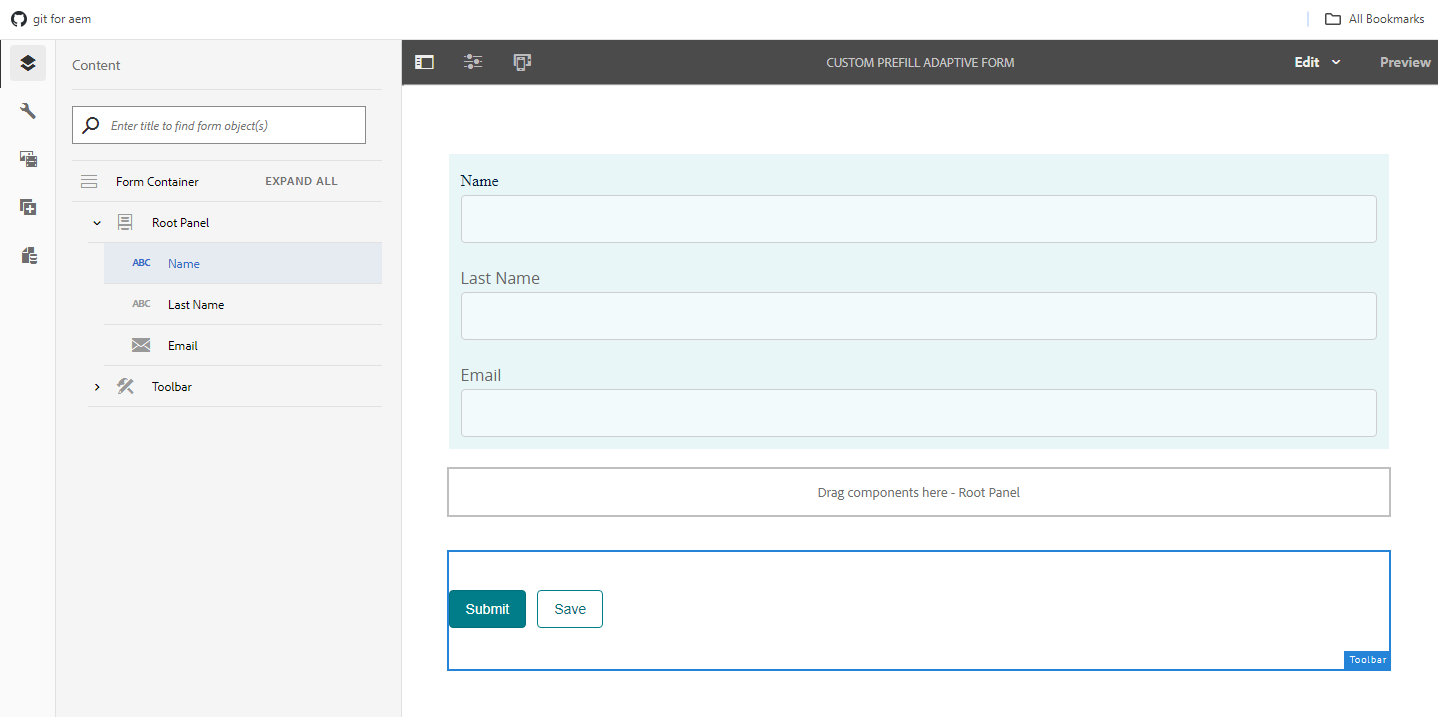 git for aem
All Bookmarks
Content
CUSTOM PREFILL ADAPTIVE FORM
Edit
Preview
Enter title to find form object(s)
Form Container
EXPAND ALL
Root Panel
ABC Name
ABC Last Name
Email
Toolbar
Name
Last Name
Email
Drag components here - Root Panel
Submit
Save
Toolbar